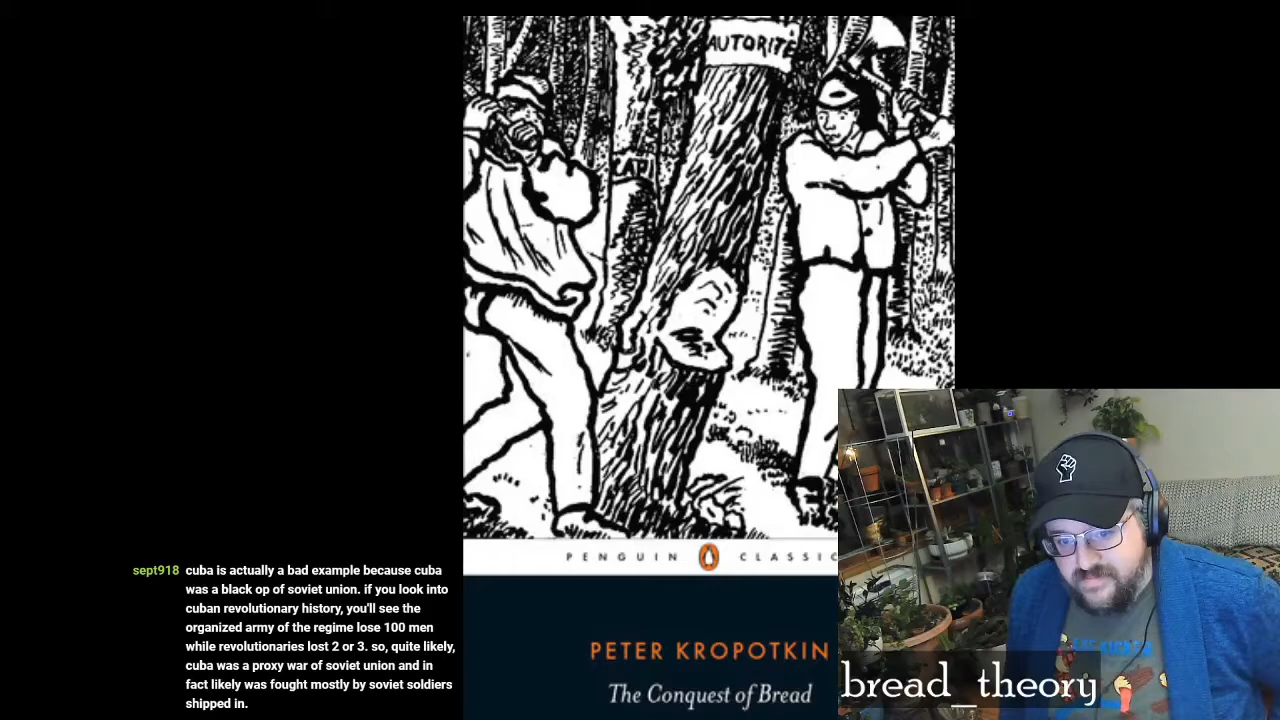 AUTORITÉ
CAPI
PENGUIN CLASSIC
sept918 cuba is actually a bad example because cuba
was a black op of soviet union. if you look into
cuban revolutionary history, you'll see the
organized army of the regime lose 100 men
while revolutionaries lost 2 or 3. so, quite likely,
cuba was a proxy war of soviet union and in
fact likely was fought mostly by soviet soldiers
shipped in.
PETER KROPOTKIN
The Conquest of Bread
bread_theory